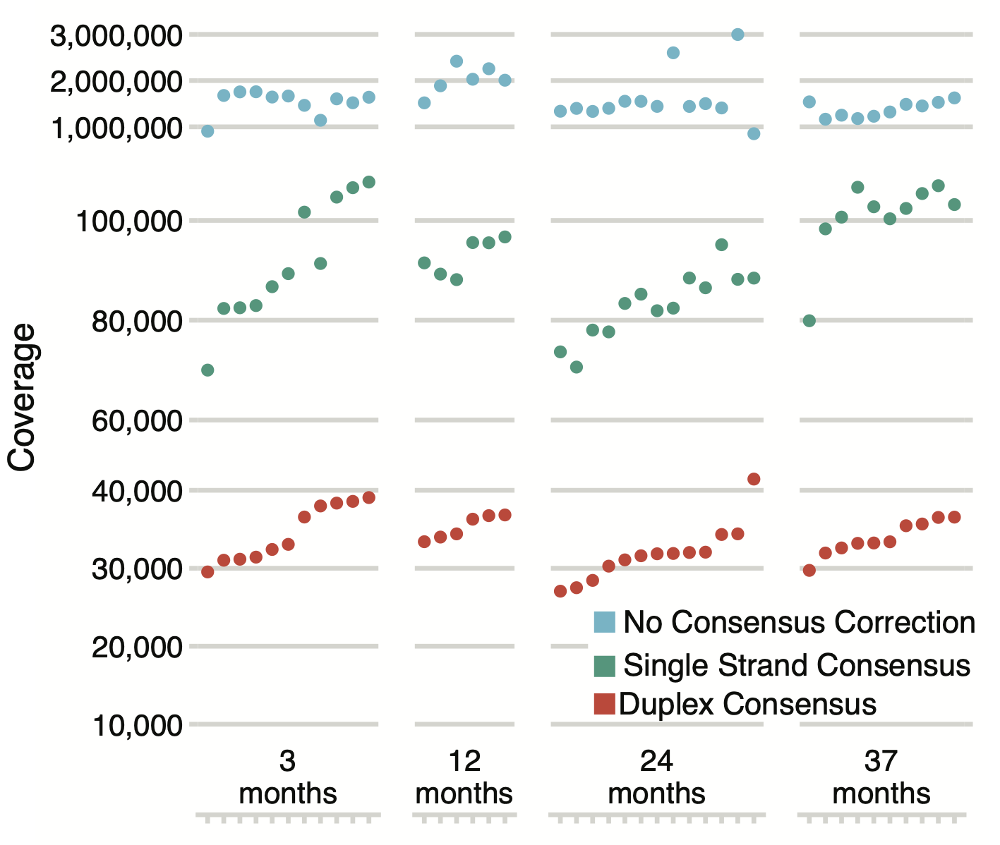 Coverage
3,000,000
2,000,000
1,000,000
100,000
80,000
60,000
40,000
30,000
20,000
10,000
No Consensus Correction
Single Strand Consensus
Duplex Consensus
3
months
12
months
24
months
37
months